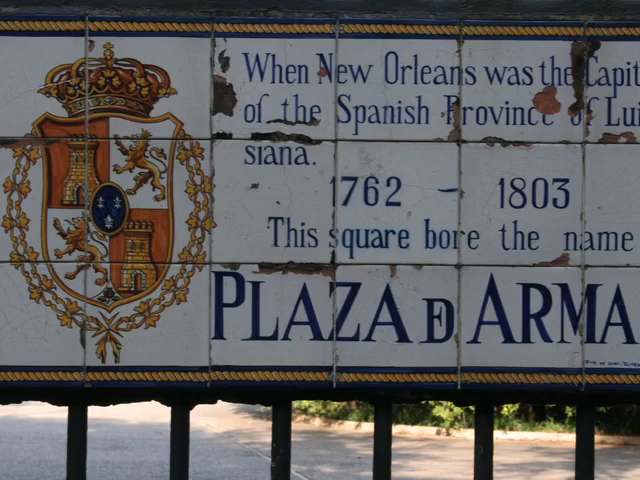 When New Orleans was the Capit
of the Spanish Province of Lui
siana.
1762 – 1803
This square bore the name
PLAZA D ARMA